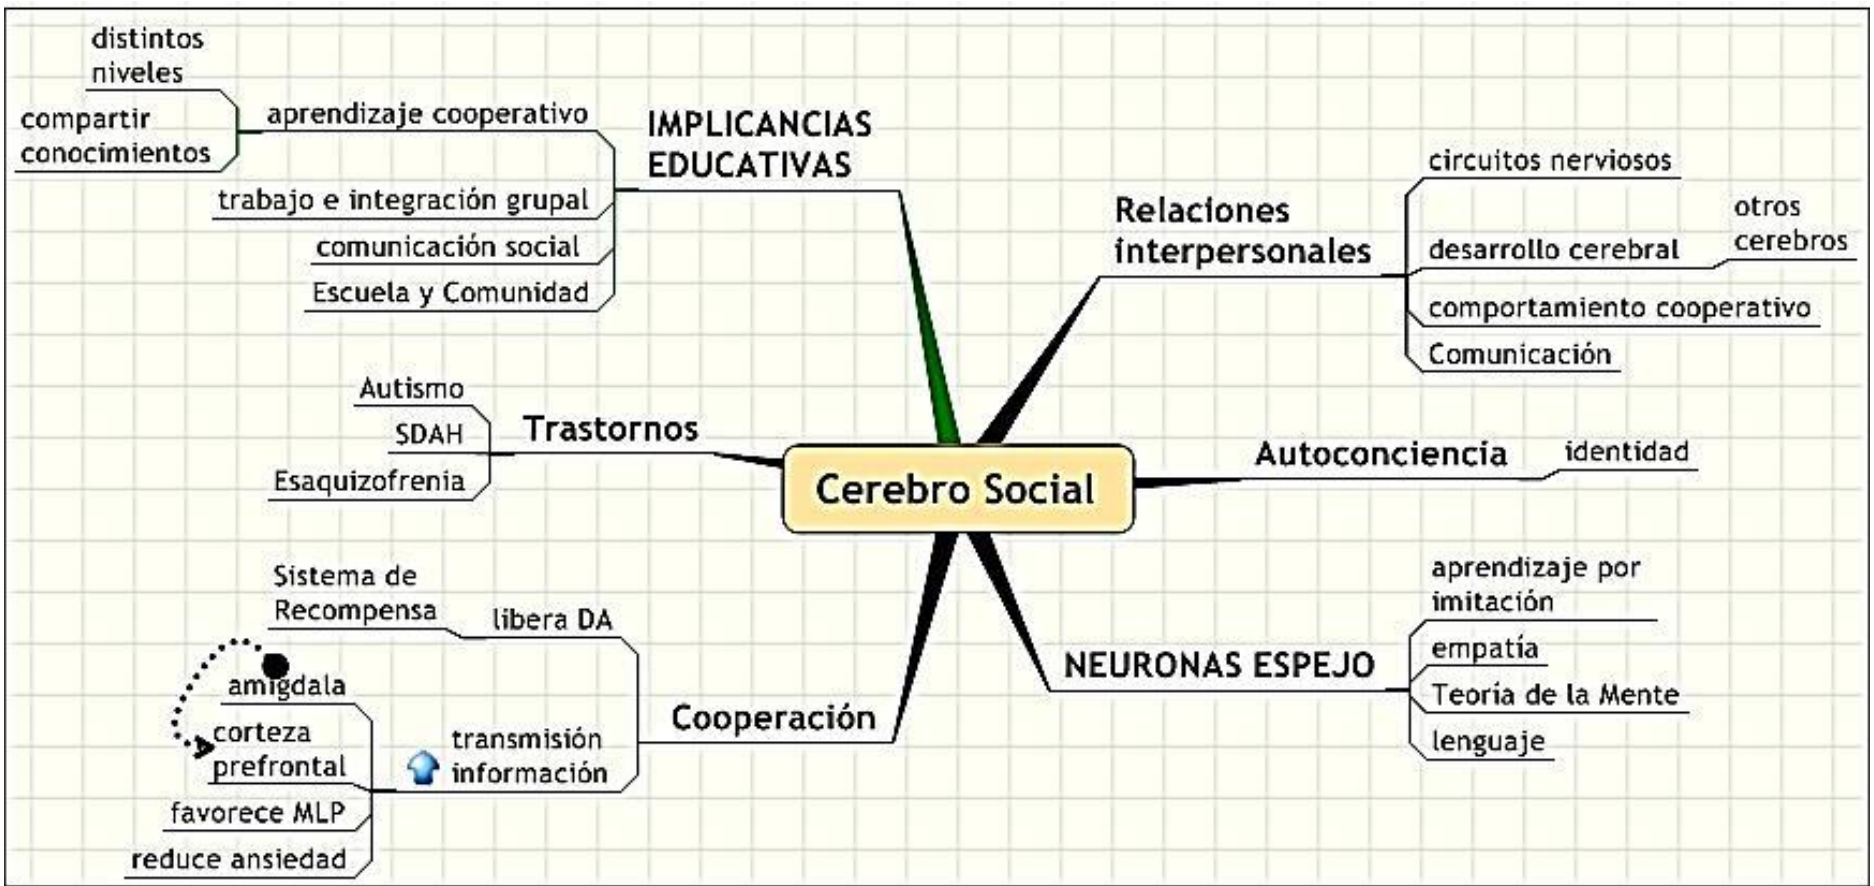 distintos
niveles
compartir
conocimientos
aprendizaje cooperativo
trabajo e integración grupal
comunicación social
Escuela y Comunidad
IMPLICANCIAS
EDUCATIVAS
Relaciones
interpersonales
circuitos nerviosos
desarrollo cerebral
otros
cerebros
comportamiento cooperativo
Comunicación
Autismo
SDAH
Esaquizofrenia
Trastornos
Cerebro Social
Autoconciencía
identidad
Sistema de
Recompensa
libera DA
amígdala
corteza
prefrontal
favorece MLP
reduce ansiedad
transmisión
información
Cooperación
NEURONAS ESPEJO
aprendizaje por
imitación
empatía
Teoría de la Mente
lenguaje